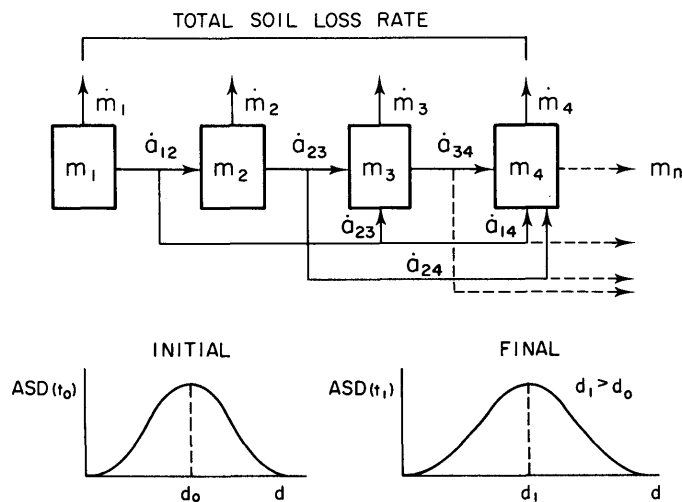 TOTAL SOIL LOSS RATE
ṁ1 ṁ2 ṁ3 ṁ4
m1 ȧ12 m2 ȧ23 m3 ȧ34 m4 mn
ȧ23 ȧ14
ȧ24
INITIAL FINAL
ASD(t0) ASD(t1) d1 > d0
d0 d d1 d